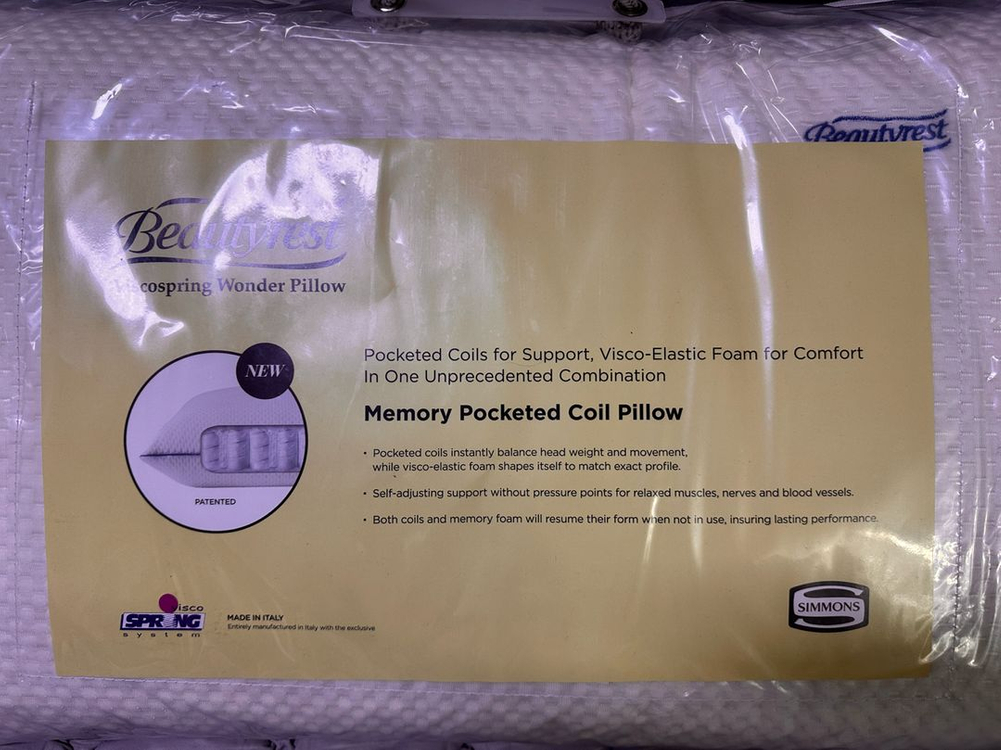 Beautyrest
Beautyrest
Viscospring Wonder Pillow
NEW
PATENTED
Pocketed Coils for Support, Visco-Elastic Foam for Comfort
In One Unprecedented Combination
Memory Pocketed Coil Pillow
• Pocketed coils instantly balance head weight and movement,
while visco-elastic foam shapes itself to match exact profile.
• Self-adjusting support without pressure points for relaxed muscles, nerves and blood vessels.
• Both coils and memory foam will resume their form when not in use, insuring lasting performance.
visco
SPRING
system
MADE IN ITALY
Entirely manufactured in Italy with the exclusive
SIMMONS